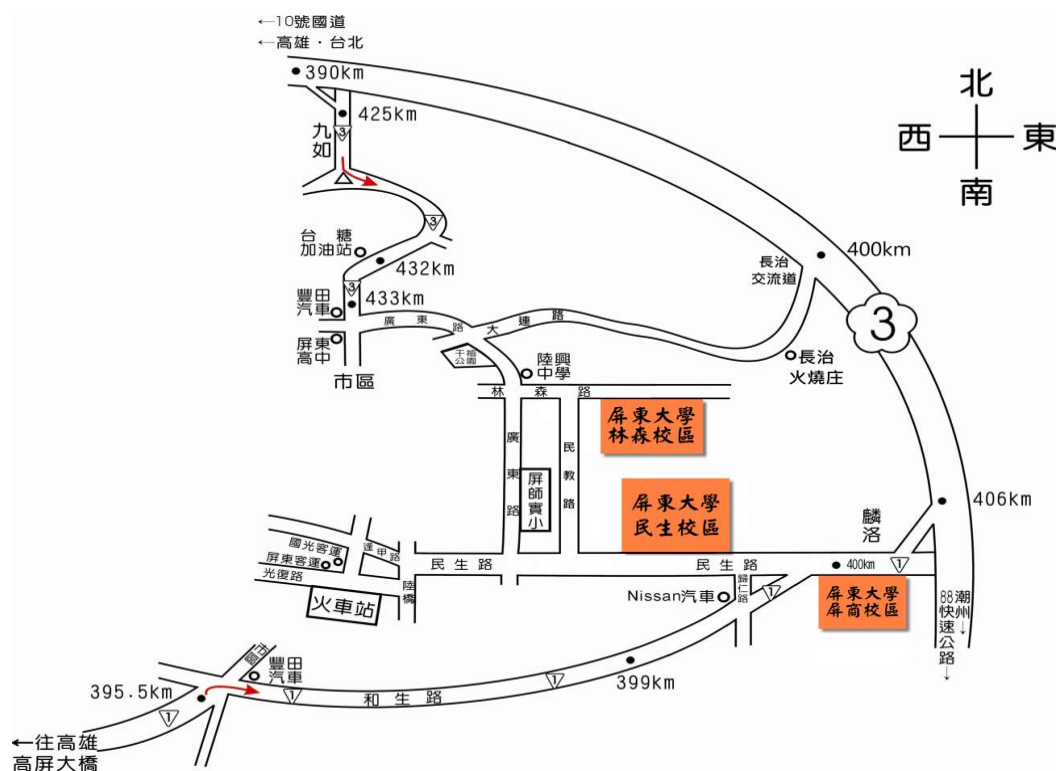 ←10號國道
←高雄．台北
390km
425km
3
九如
北
西 東
南
3
台糖
加油站
432km
3
433km
豐田
汽車
屏東
高中
市區
廣東路
大連路
千禧
公園
陸興
中學
長治
交流道
400km
3
長治
火燒庄
林森路
屏東大學
林森校區
廣東路
民教路
屏師實小
屏東大學
民生校區
406km
麟洛
國光客運
屏東客運
光復路
逢甲路
陸橋
火車站
民生路
民生路
400km
1
歸仁路
Nissan汽車
1
屏東大學
屏商校區
潮州→
88快速公路→
市區
豐田
汽車
395.5km
1
1
和生路
1
399km
←往高雄
高屏大橋